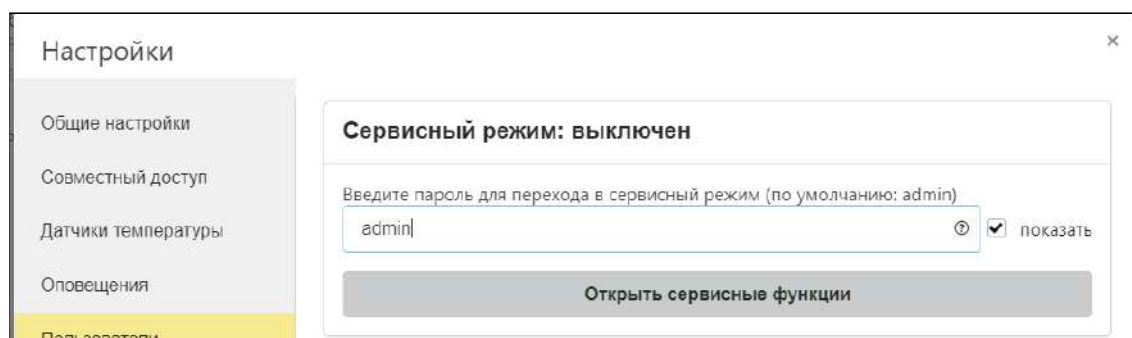 Настройки
Общие настройки
Совместный доступ
Датчики температуры
Оповещения
Пользователи
Сервисный режим: выключен
Введите пароль для перехода в сервисный режим (по умолчанию: admin)
admin
показать
Открыть сервисные функции